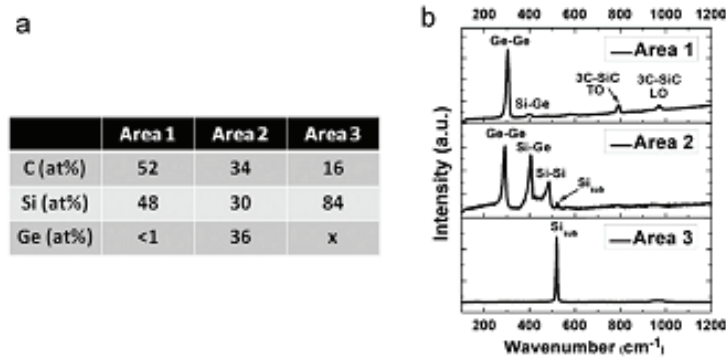 a
Area 1 Area 2 Area 3
C (at%) 52 34 16
Si (at%) 48 30 84
Ge (at%) <1 36 x
b
200 400 600 800 1000 1200
Ge-Ge
Area 1
Si-Ge
3C-SiC
TO
3C-SiC
LO
Ge-Ge
Area 2
Si-Ge
Si-Si
Si sub
Area 3
Si sub
Intensity (a.u.)
200 400 600 800 1000 1200
Wavenumber (cm⁻¹)